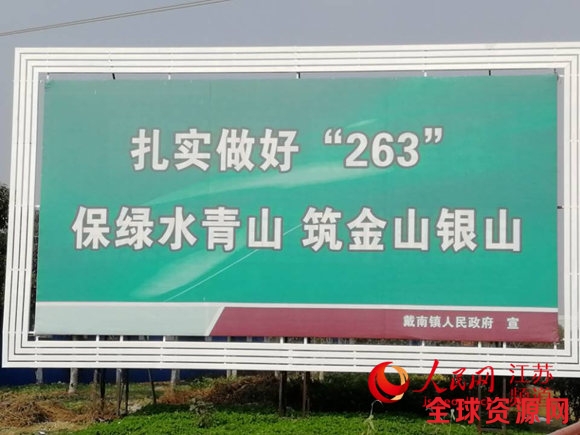 扎实做好“263”
保绿水青山 筑金山银山
戴南镇人民政府 宣
人民网 江苏
全球资源网